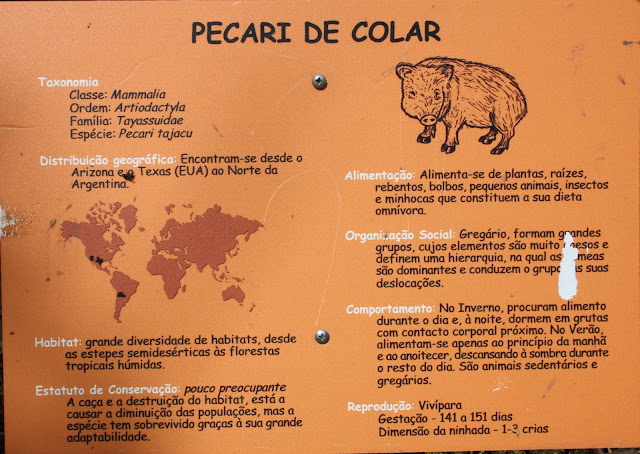 PECARI DE COLAR
Taxonomia
Classe: Mammalia
Ordem: Artiodactyla
Família: Tayassuidae
Espécie: Pecari tajacu
Distribuição geográfica: Encontram-se desde o
Arizona e o Texas (EUA) ao Norte da
Argentina.
Habitat: grande diversidade de habitats, desde
as estepes semidesérticas às florestas
tropicais húmidas.
Estatuto de Conservação: pouco preocupante
A caça e a destruição do habitat, está a
causar a diminuição das populações, mas a
espécie tem sobrevivido graças à sua grande
adaptabilidade.
Alimentação: Alimenta-se de plantas, raízes,
rebentos, bolbos, pequenos animais, insectos
e minhocas que constituem a sua dieta
omnívora.
Organização Social: Gregário, formam grandes
grupos, cujos elementos são muito coesos e
definem uma hierarquia, na qual as fêmeas
são dominantes e conduzem o grupo suas
deslocações.
Comportamento: No Inverno, procuram alimento
durante o dia e, à noite, dormem em grutas
com contacto corporal próximo. No Verão,
alimentam-se apenas ao princípio da manhã
e ao anoitecer, descansando à sombra durante
o resto do dia. São animais sedentários e
gregários.
Reprodução: Vivípara
Gestação - 141 a 151 dias
Dimensão da ninhada - 1-3 crias